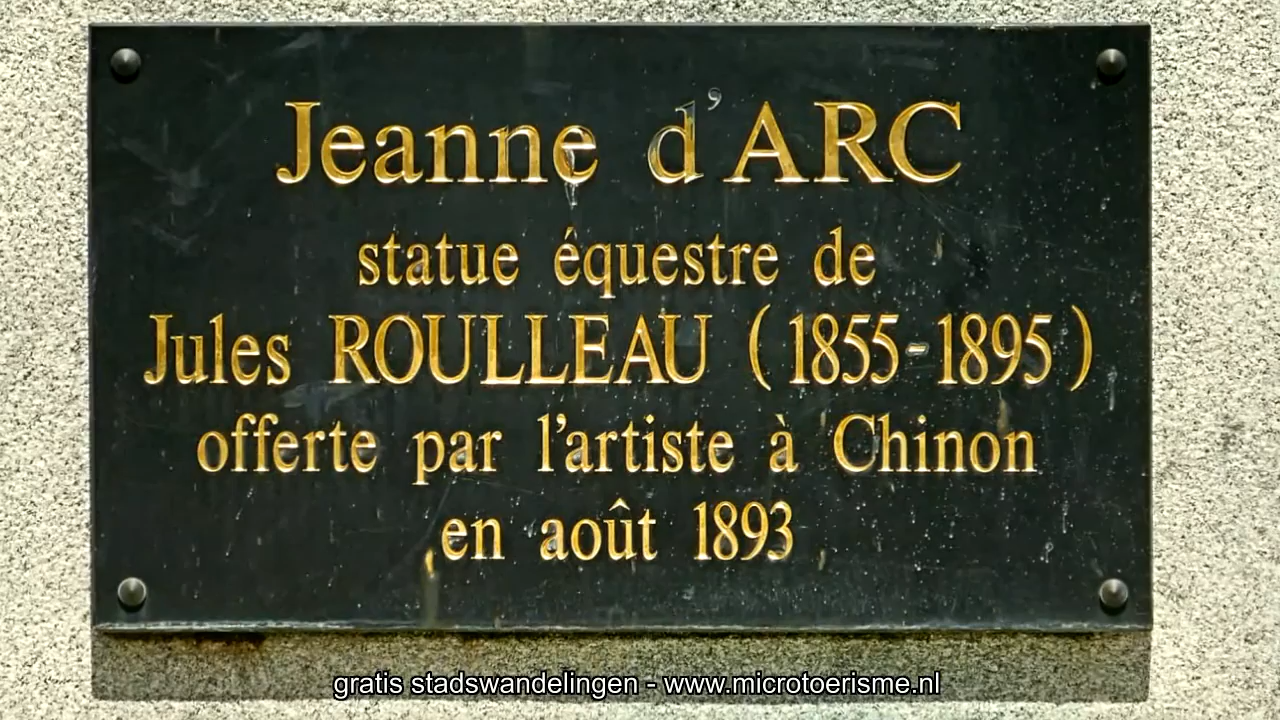 Jeanne d'ARC
statue équestre de
Jules ROULLEAU (1855-1895)
offerte par l'artiste à Chinon
en août 1893
gratis stadswandelingen - www.microtoerisme.nl